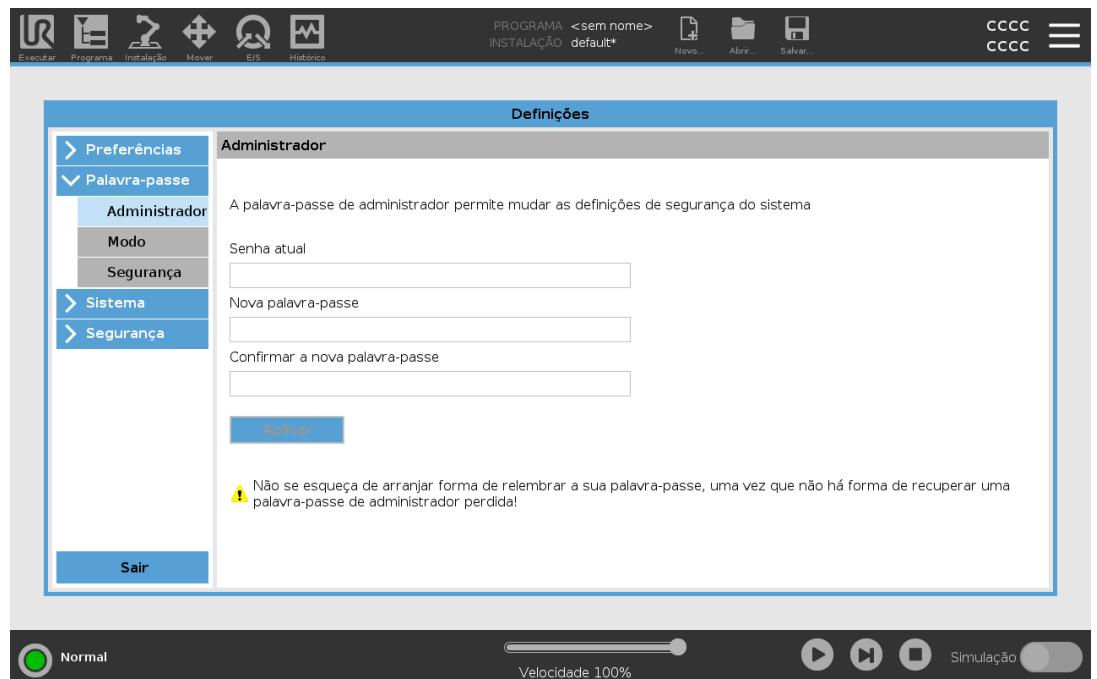 PROGRAMA <sem nome>
INSTALAÇÃO default*
UR
Executar Programa Instalação Mover E/S Histórico
Novo... Abrir... Salvar...
CCCC
CCCC
Definições
Preferências
Palavra-passe
Administrador
Modo
Segurança
Sistema
Segurança
Sair
Administrador
A palavra-passe de administrador permite mudar as definições de segurança do sistema
Senha atual
Nova palavra-passe
Confirmar a nova palavra-passe
Aplicar
Não se esqueça de arranjar forma de relembrar a sua palavra-passe, uma vez que não há forma de recuperar uma
palavra-passe de administrador perdida!
Normal
Velocidade 100%
Simulação